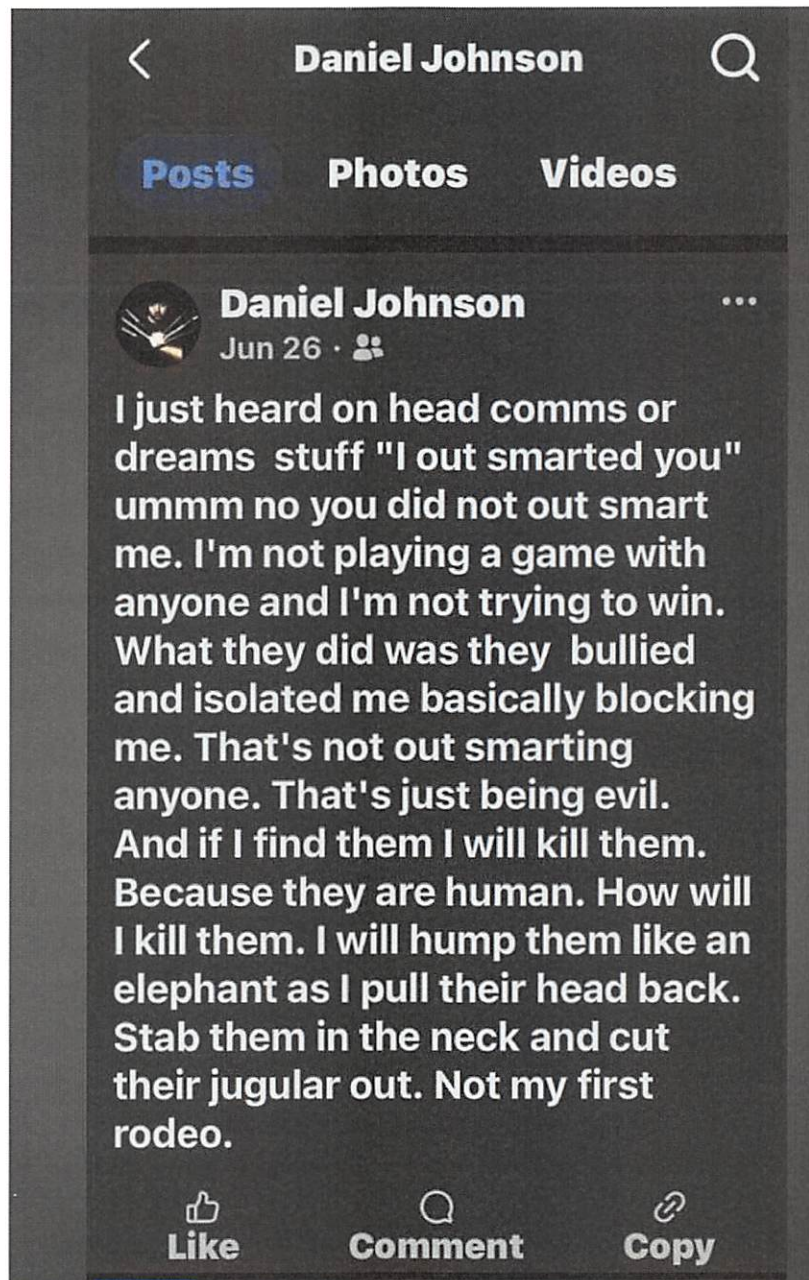 Daniel Johnson
Posts Photos Videos
Daniel Johnson
Jun 26 ·
I just heard on head comms or
dreams  stuff "I out smarted you"
ummm no you did not out smart
me. I'm not playing a game with
anyone and I'm not trying to win.
What they did was they  bullied
and isolated me basically blocking
me. That's not out smarting
anyone. That's just being evil.
And if I find them I will kill them.
Because they are human. How will
I kill them. I will hump them like an
elephant as I pull their head back.
Stab them in the neck and cut
their jugular out. Not my first
rodeo.
Like Comment Copy